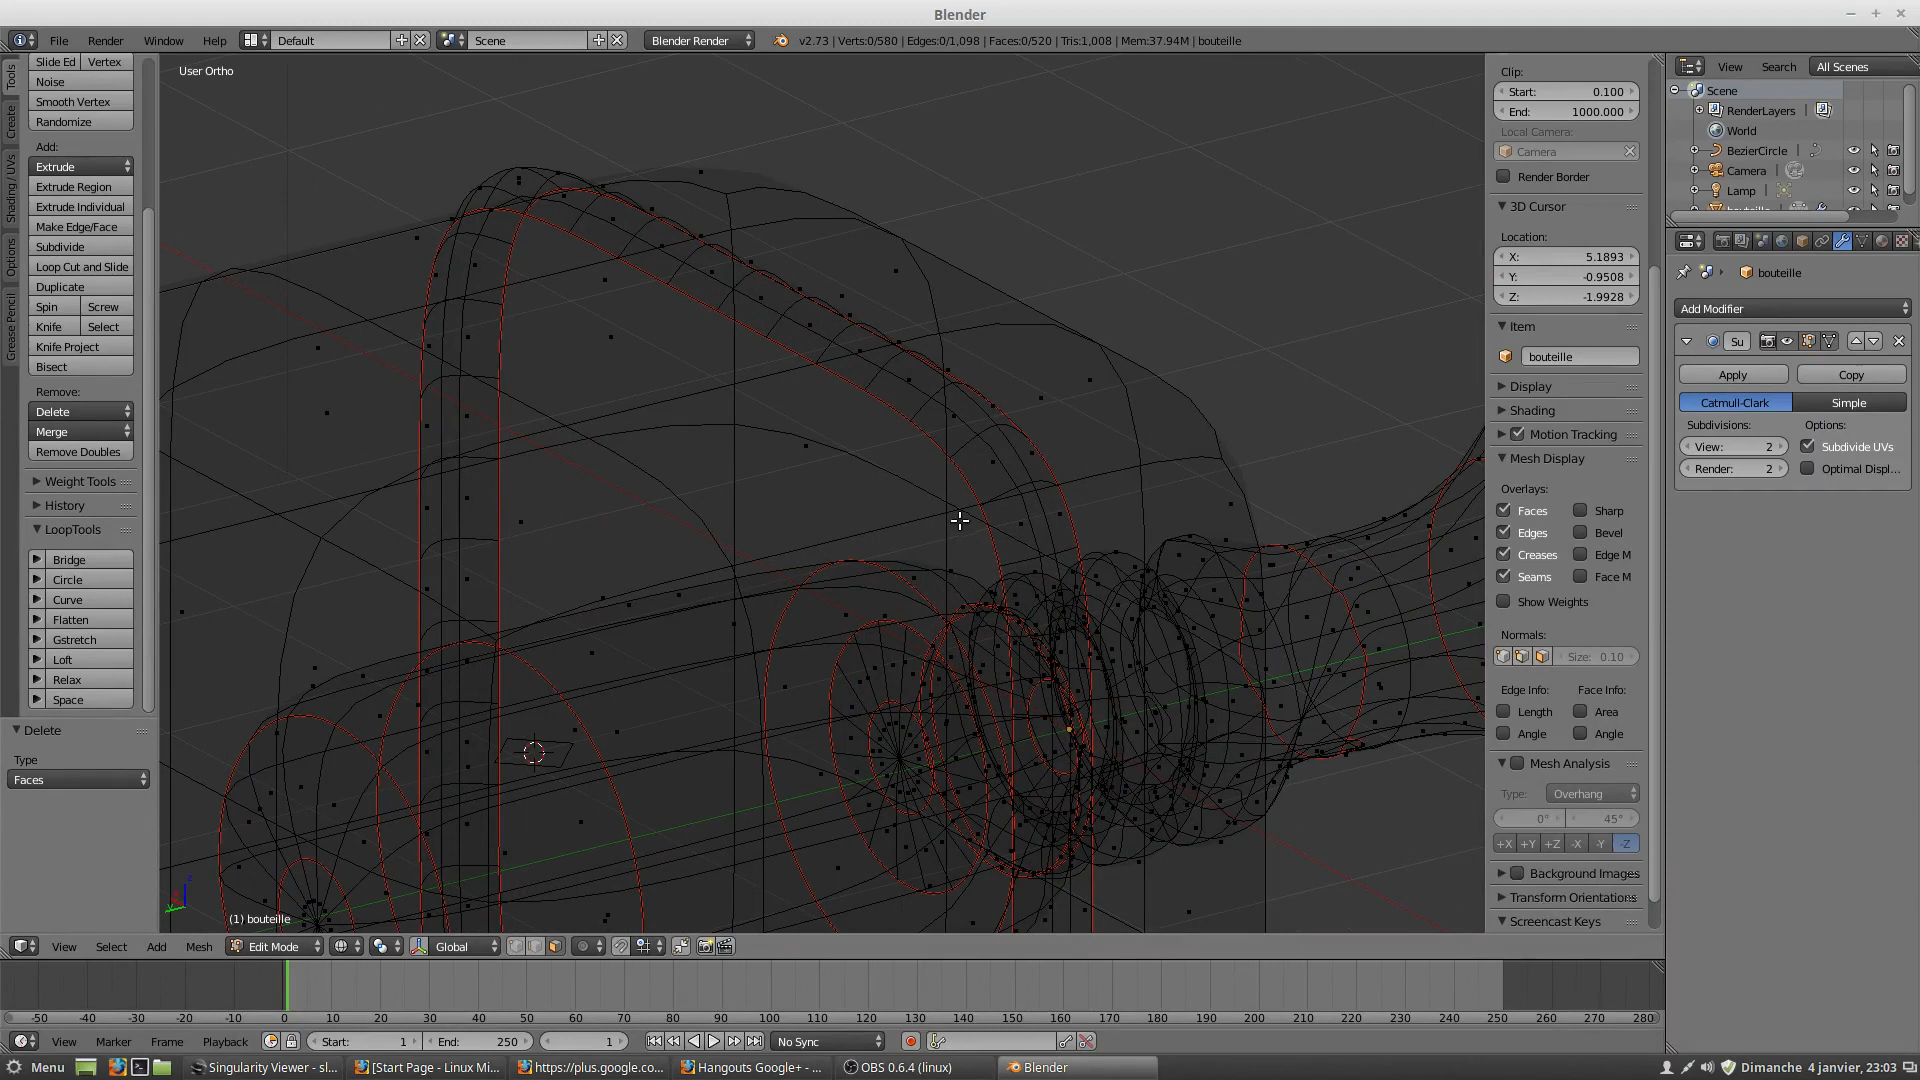 Blender
File Render Window Help Default Scene Blender Render v2.73 | Verts:0/580 | Edges:0/1,098 | Faces:0/520 | Tris:1,008 | Mem:37.94M | bouteille
Tools
Create
Shading / UVs
Options
Grease Pencil
Slide Ed Vertex
Noise
Smooth Vertex
Randomize
Add:
Extrude
Extrude Region
Extrude Individual
Make Edge/Face
Subdivide
Loop Cut and Slide
Duplicate
Spin Screw
Knife Select
Knife Project
Bisect
Remove:
Delete
Merge
Remove Doubles
Weight Tools
History
LoopTools
Bridge
Circle
Curve
Flatten
Gstretch
Loft
Relax
Space
Delete
Type
Faces
User Ortho
(1) bouteille
Clip:
Start: 0.100
End: 1000.000
Local Camera:
Camera
Render Border
3D Cursor
Location:
X: 5.1893
Y: -0.9508
Z: -1.9928
Item
bouteille
Display
Shading
Motion Tracking
Mesh Display
Overlays:
Faces Sharp
Edges Bevel
Creases Edge M
Seams Face M
Show Weights
Normals:
Size: 0.10
Edge Info: Face Info:
Length Area
Angle Angle
Mesh Analysis
Type: Overhang
0° 45°
+X +Y +Z -X -Y -Z
Background Images
Transform Orientations
Screencast Keys
View Search All Scenes
Scene
RenderLayers
World
BezierCircle
Camera
Lamp
bouteille
Add Modifier
Su
Apply Copy
Catmull-Clark Simple
Subdivisions: Options:
View: 2 Subdivide UVs
Render: 2 Optimal Displ...
View Select Add Mesh Edit Mode Global
-50 -40 -30 -20 -10 0 10 20 30 40 50 60 70 80 90 100 110 120 130 140 150 160 170 180 190 200 210 220 230 240 250 260 270 280
View Marker Frame Playback Start: 1 End: 250 1 No Sync
Menu Singularity Viewer - sl... [Start Page - Linux Mi... https://plus.google.co... Hangouts Google+ - ... OBS 0.6.4 (linux) Blender Dimanche 4 janvier, 23:03